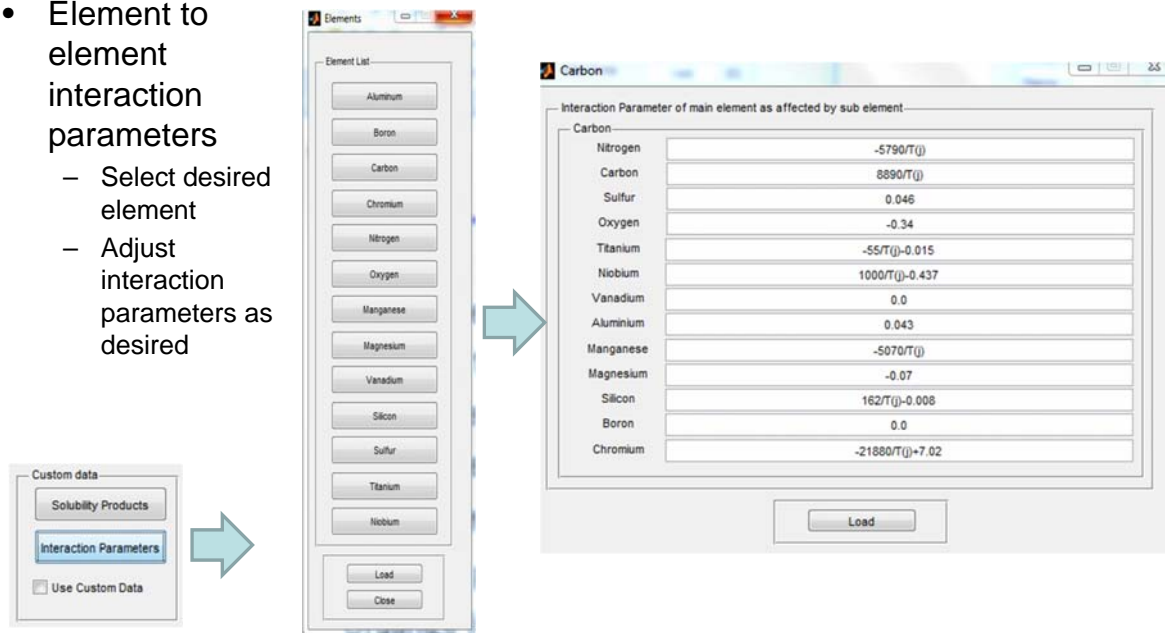 • Element to
element
interaction
parameters
– Select desired
element
– Adjust
interaction
parameters as
desired
Custom data
Solubility Products
Interaction Parameters
Use Custom Data
Elements
Element List
Aluminum
Boron
Carbon
Chromium
Nitrogen
Oxygen
Manganese
Magnesium
Vanadium
Silicon
Sulfur
Titanium
Niobium
Load
Close
Carbon
Interaction Parameter of main element as affected by sub element
Carbon
Nitrogen -5790/T(j)
Carbon 8890/T(j)
Sulfur 0.046
Oxygen -0.34
Titanium -55/T(j)-0.015
Niobium 1000/T(j)-0.437
Vanadium 0.0
Aluminium 0.043
Manganese -5070/T(j)
Magnesium -0.07
Silicon 162/T(j)-0.008
Boron 0.0
Chromium -21880/T(j)+7.02
Load